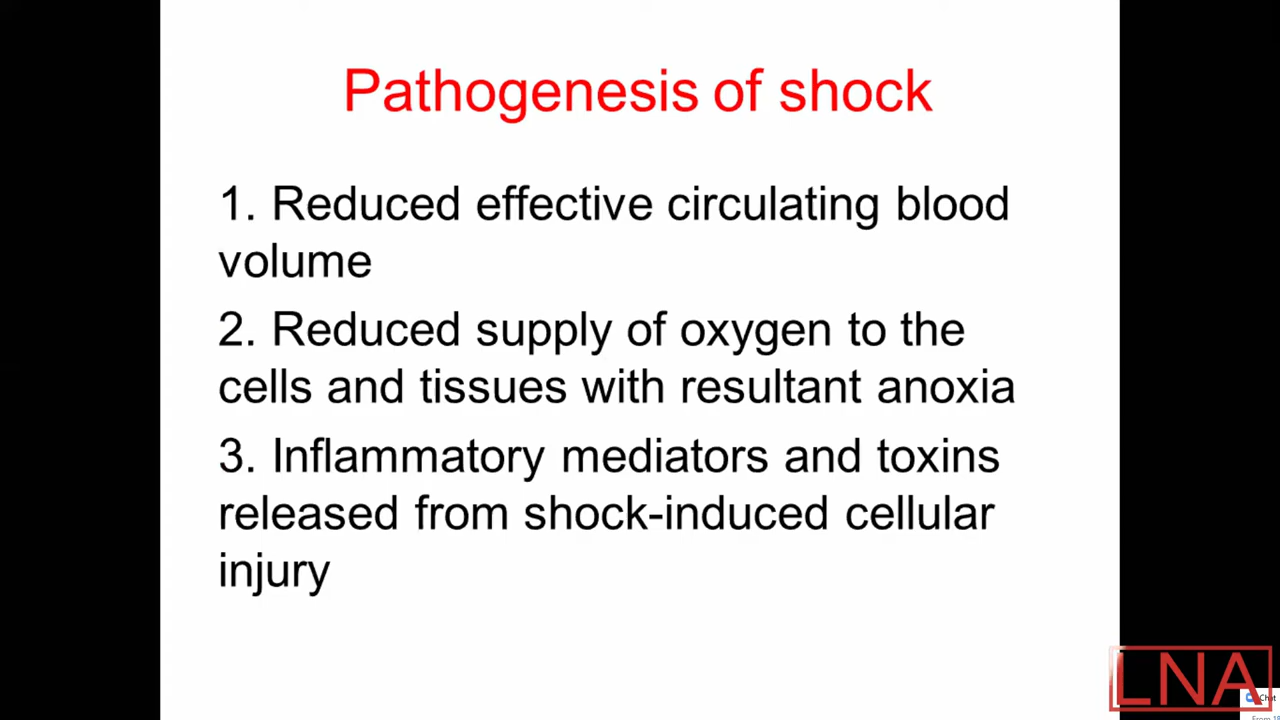 Pathogenesis of shock
1. Reduced effective circulating blood
volume
2. Reduced supply of oxygen to the
cells and tissues with resultant anoxia
3. Inflammatory mediators and toxins
released from shock-induced cellular
injury
LNA
Chat